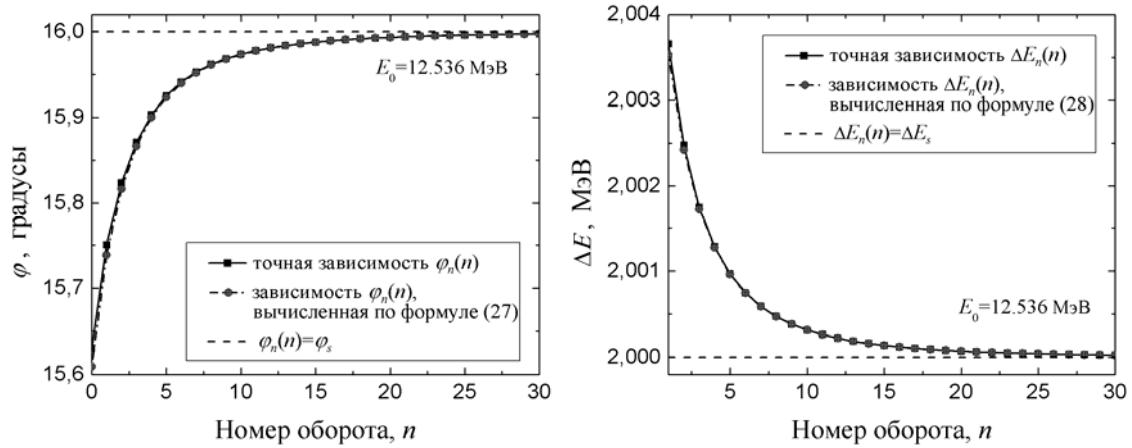 16,0
15,9
15,8
15,7
15,6
φ, градусы
E₀=12.536 МэВ
точная зависимость φₙ(n)
зависимость φₙ(n),
вычисленная по формуле (27)
φₙ(n)=φₛ
0 5 10 15 20 25 30
Номер оборота, n
2,004
2,003
2,002
2,001
2,000
ΔE, МэВ
точная зависимость ΔEₙ(n)
зависимость ΔEₙ(n),
вычисленная по формуле (28)
ΔEₙ(n)=ΔEₛ
E₀=12.536 МэВ
5 10 15 20 25 30
Номер оборота, n